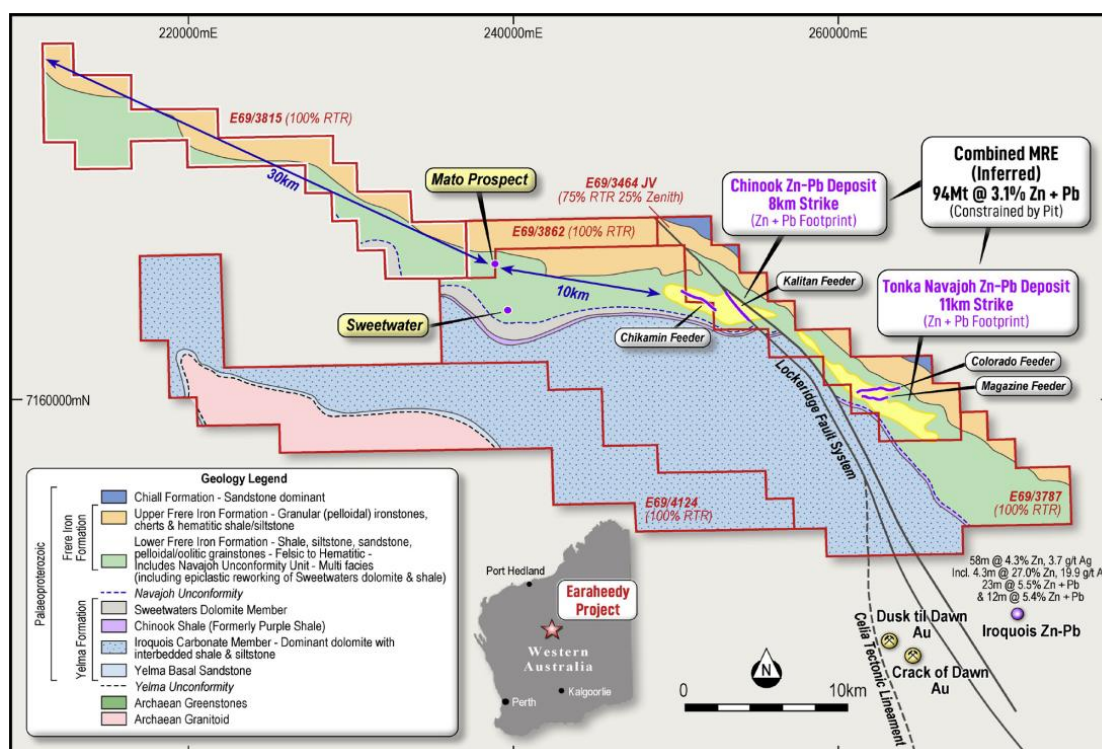 220000mE
240000mE
260000mE
E69/3815 (100% RTR)
30km
Mato Prospect
E69/3464 JV
(75% RTR 25% Zenith)
E69/3862 (100% RTR)
Chinook Zn-Pb Deposit
8km Strike
(Zn + Pb Footprint)
Combined MRE
(Inferred)
94Mt @ 3.1% Zn + Pb
(Constrained by Pit)
10km
Kalitan Feeder
Tonka Navajoh Zn-Pb Deposit
11km Strike
(Zn + Pb Footprint)
Sweetwater
Chikamin Feeder
Colorado Feeder
Magazine Feeder
7160000mN
Lockeridge Fault System
E69/4124
(100% RTR)
E69/3787
(100% RTR)
Geology Legend
Palaeoproterozoic
Frere Iron
Formation
Chiall Formation - Sandstone dominant
Upper Frere Iron Formation - Granular (pelloidal) ironstones,
cherts & hematitic shale/siltstone
Lower Frere Iron Formation - Shale, siltstone, sandstone,
pelloidal/oolitic grainstones - Felsic to Hematitic -
Includes Navajoh Unconformity Unit - Multi facies
(including epiclastic reworking of Sweetwaters dolomite & shale)
Navajoh Unconformity
Yelma Formation
Sweetwaters Dolomite Member
Chinook Shale (Formerly Purple Shale)
Iroquois Carbonate Member - Dominant dolomite with
interbedded shale & siltstone
Yelma Basal Sandstone
Yelma Unconformity
Archaean Greenstones
Archaean Granitoid
Port Hedland
Earaheedy
Project
Western
Australia
Kalgoorlie
Perth
N
0
10km
Celia Tectonic Lineament
58m @ 4.3% Zn, 3.7 g/t Ag
Incl. 4.3m @ 27.0% Zn, 19.9 g/t A
23m @ 5.5% Zn + Pb
& 12m @ 5.4% Zn + Pb
Iroquois Zn-Pb
Dusk til Dawn
Au
Crack of Dawn
Au